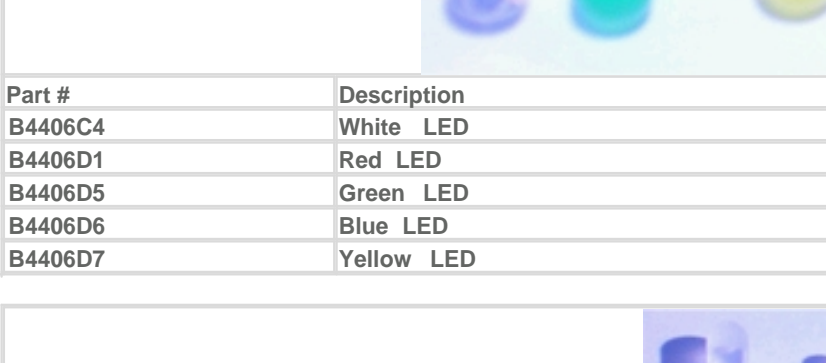 Part # Description
B4406C4 White LED
B4406D1 Red LED
B4406D5 Green LED
B4406D6 Blue LED
B4406D7 Yellow LED